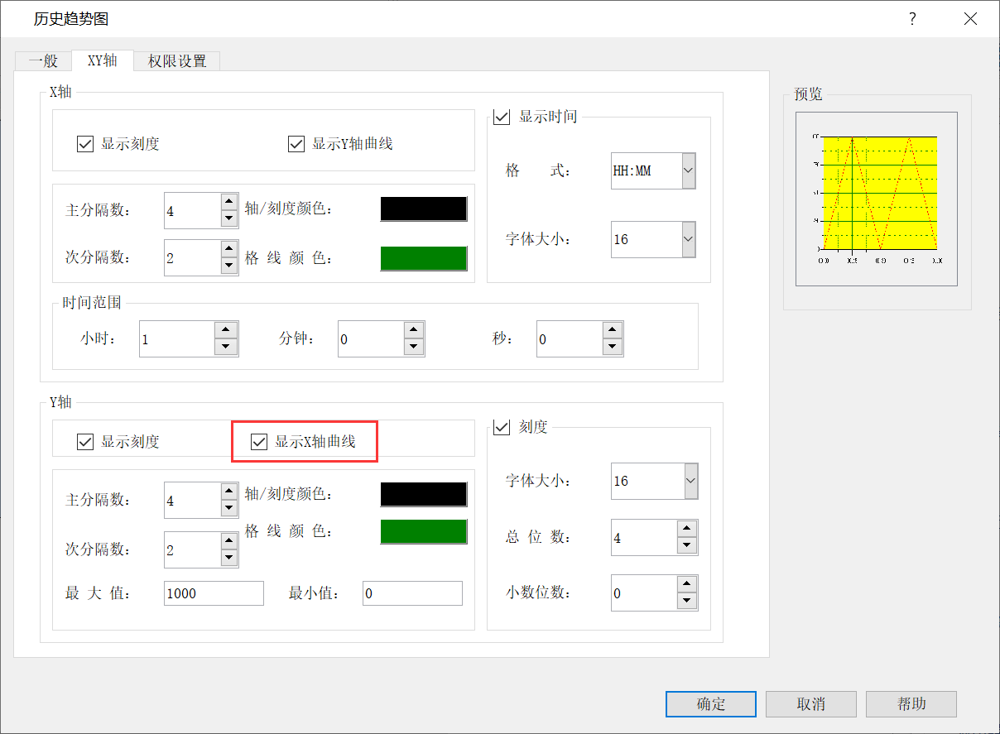 历史趋势图
?
一般 XY轴 权限设置
X轴
显示刻度 显示Y轴曲线
主分隔数： 4 轴/刻度颜色：
次分隔数： 2 格 线 颜 色：
显示时间
格 式： HH:MM
字体大小： 16
时间范围
小时： 1 分钟： 0 秒： 0
Y轴
显示刻度 显示X轴曲线
主分隔数： 4 轴/刻度颜色：
次分隔数： 2 格 线 颜 色：
最 大 值： 1000 最小值： 0
刻度
字体大小： 16
总 位 数： 4
小数位数： 0
预览
确定 取消 帮助